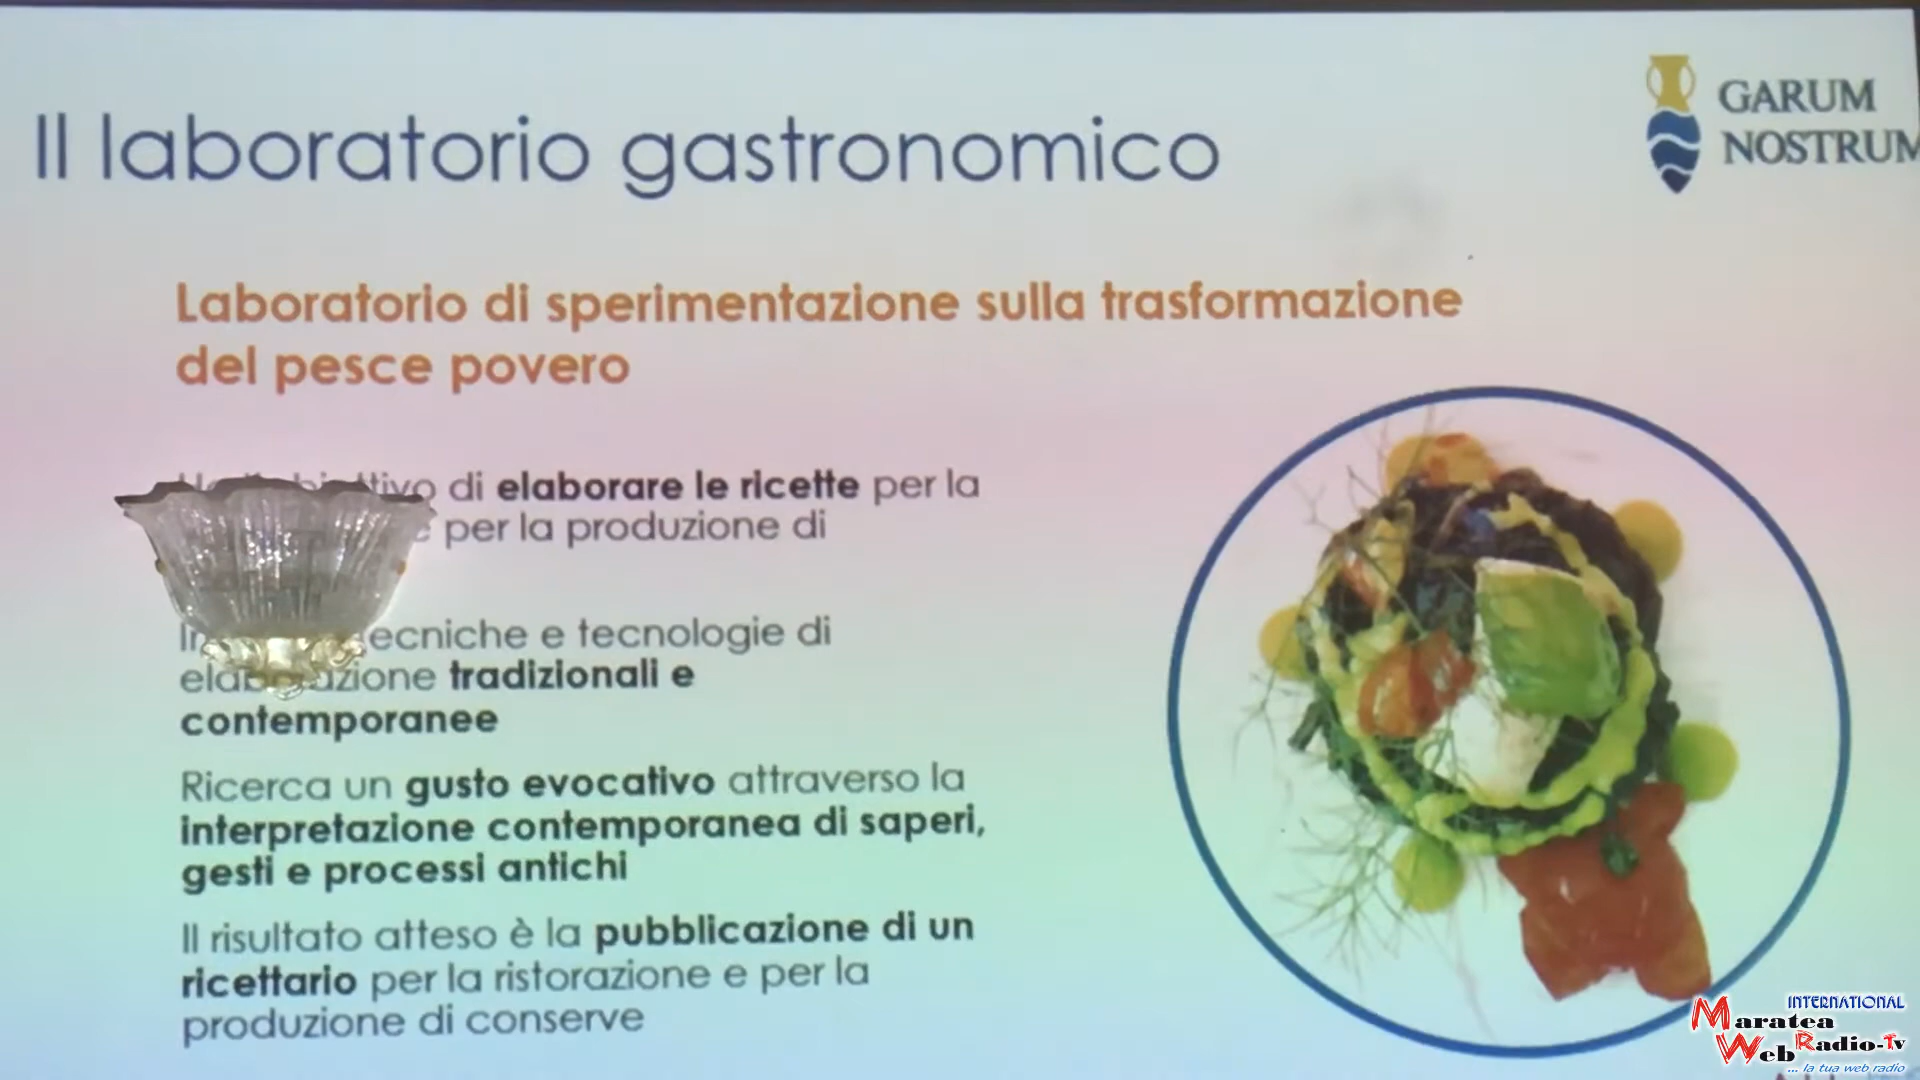 Il laboratorio gastronomico
GARUM
NOSTRUM
Laboratorio di sperimentazione sulla trasformazione
del pesce povero
di elaborare le ricette per la
per la produzione di
tecniche e tecnologie di
elaborazione tradizionali e
contemporanee
Ricerca un gusto evocativo attraverso la
interpretazione contemporanea di saperi,
gesti e processi antichi
Il risultato atteso è la pubblicazione di un
ricettario per la ristorazione e per la
produzione di conserve
INTERNATIONAL
Maratea
Web Radio-Tv
... la tua web radio